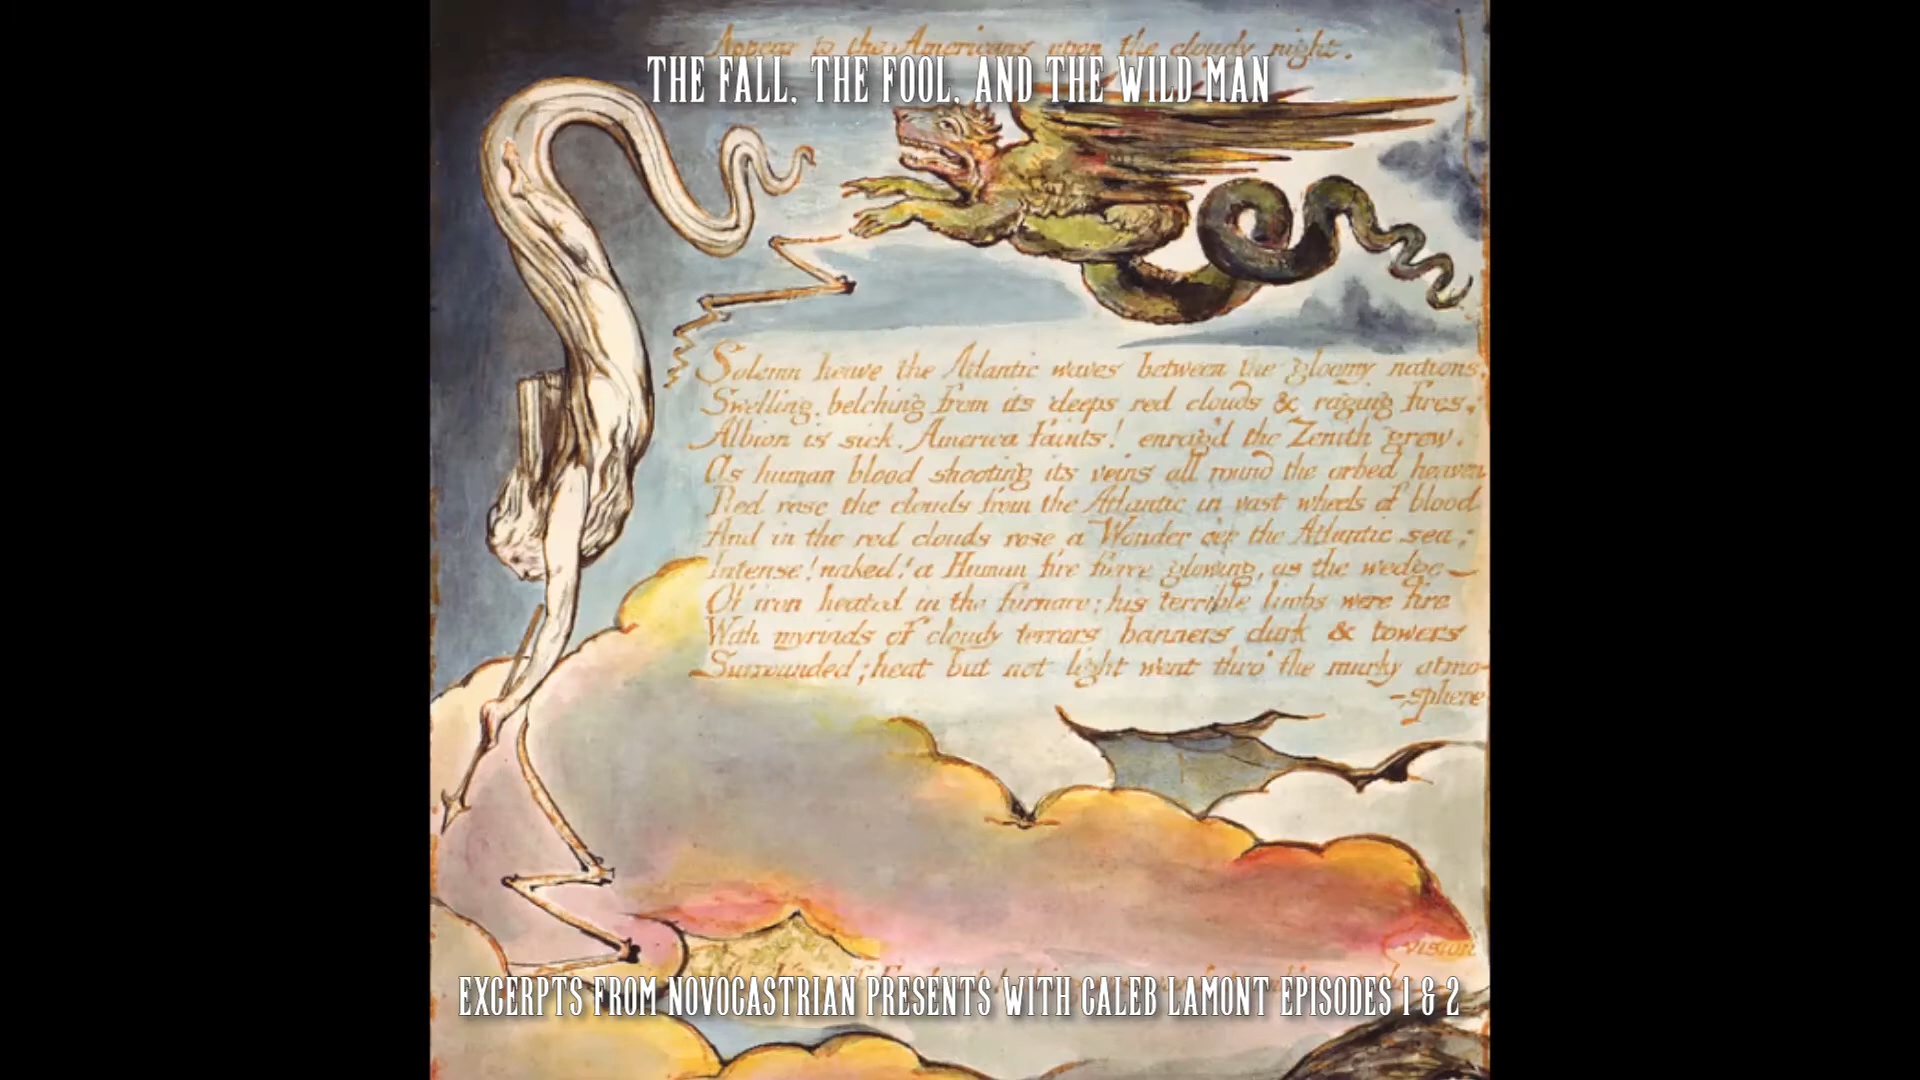 Appear to the Americans upon the cloudy night.
THE FALL, THE FOOL, AND THE WILD MAN
Solemn heave the Atlantic waves between the gloomy nations,
Swelling, belching from its deeps red clouds & raging fires.
Albion is sick. America faints! enrag'd the Zenith grew.
As human blood shooting its veins all round the orbed heaven
Red rose the clouds from the Atlantic in vast wheels of blood
And in the red clouds rose a Wonder o'er the Atlantic sea;
Intense! naked! a Human fire fierce glowing, as the wedge
Of iron heated in the furnace; his terrible limbs were fire
With myriads of cloudy terrors banners dark & towers
Surrounded; heat but not light went thro' the murky atmo-
-sphere
vision
EXCERPTS FROM NOVOCASTRIAN PRESENTS WITH CALEB LAMONT EPISODES 1 & 2